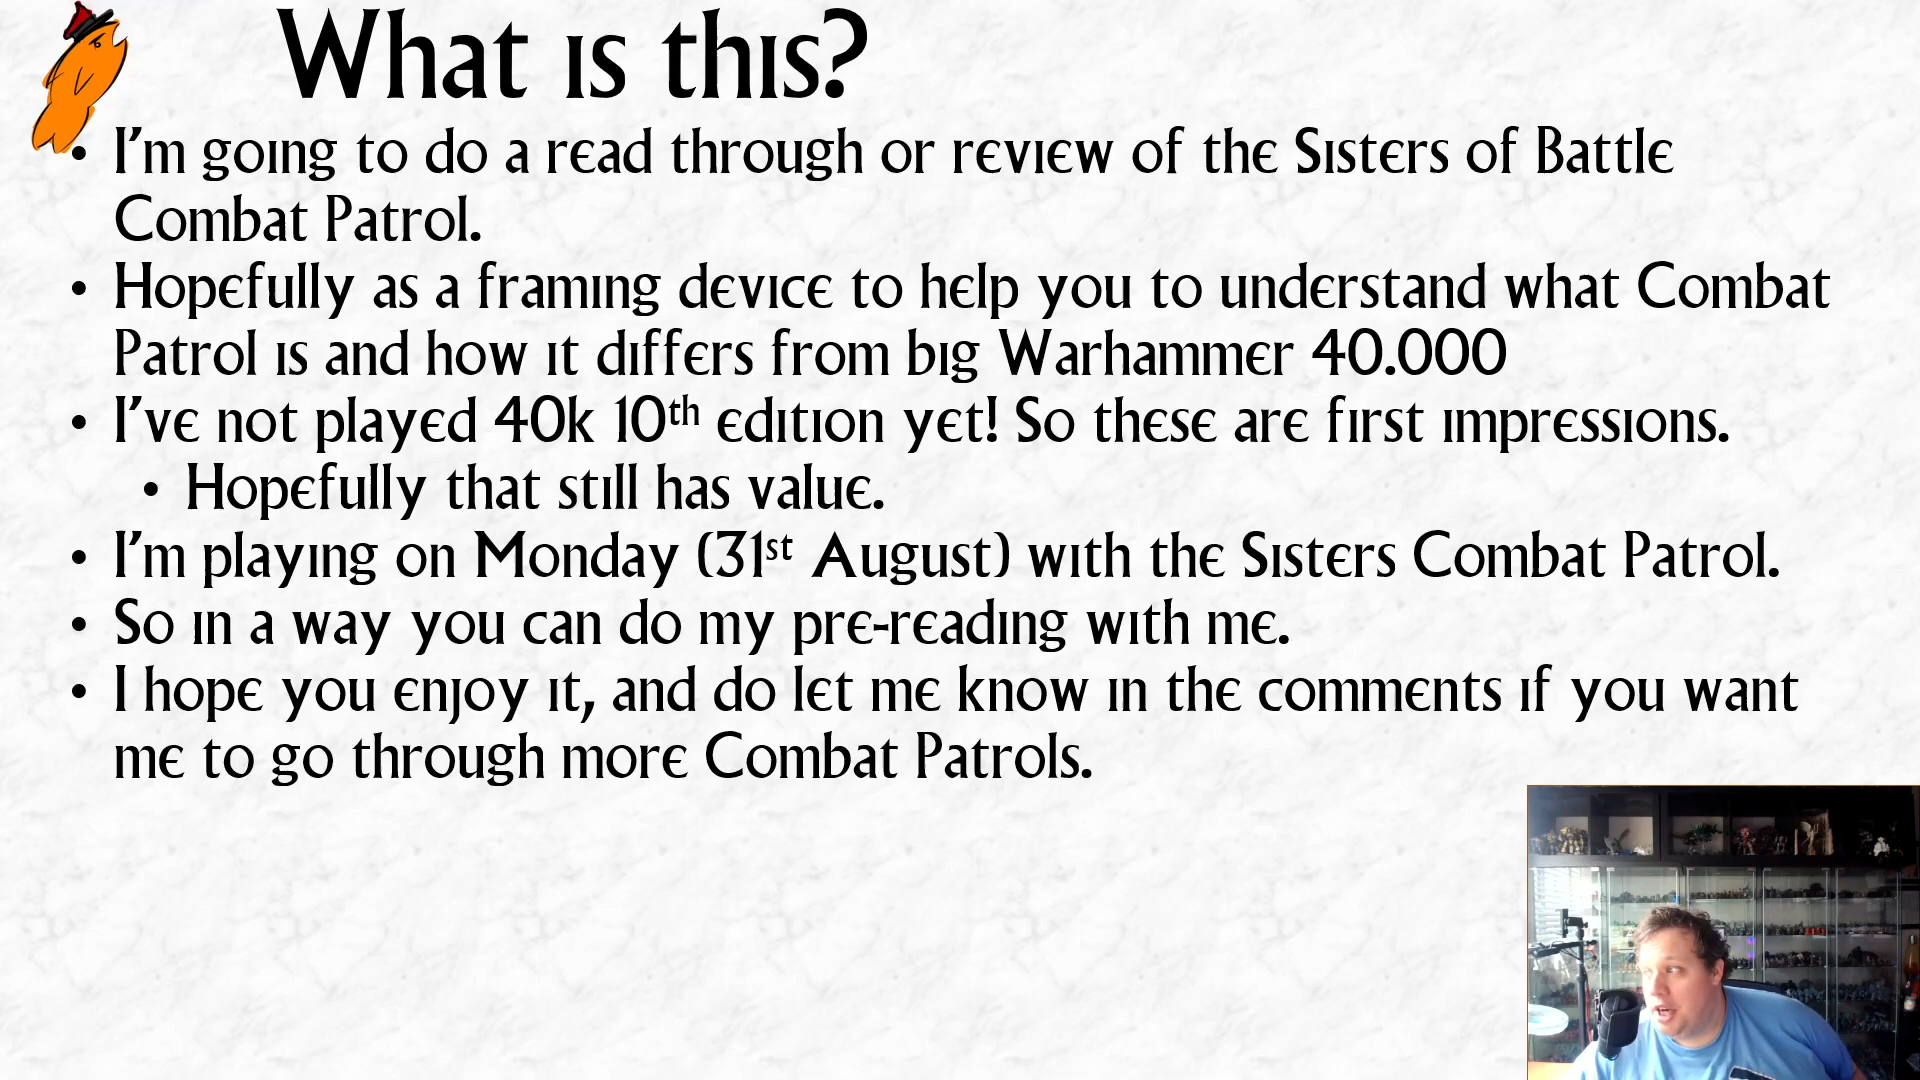 What is this?
• I'm going to do a read through or review of the Sisters of Battle
Combat Patrol.
• Hopefully as a framing device to help you to understand what Combat
Patrol is and how it differs from big Warhammer 40.000
• I've not played 40k 10th edition yet! So these are first impressions.
• Hopefully that still has value.
• I'm playing on Monday (31st August) with the Sisters Combat Patrol.
• So in a way you can do my pre-reading with me.
• I hope you enjoy it, and do let me know in the comments if you want
me to go through more Combat Patrols.